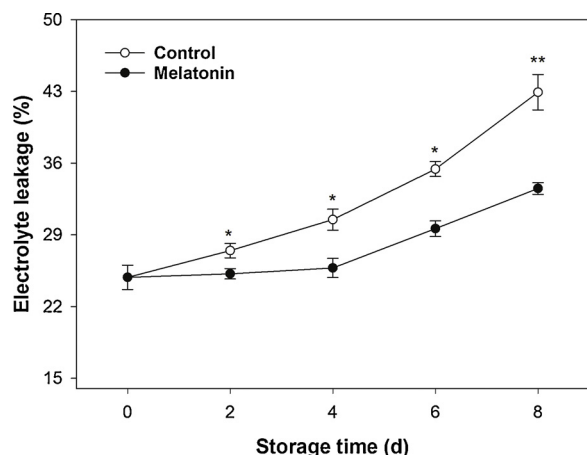 50
43
36
29
22
15
Electrolyte leakage (%)
Control
Melatonin
*
*
*
**
0 2 4 6 8
Storage time (d)